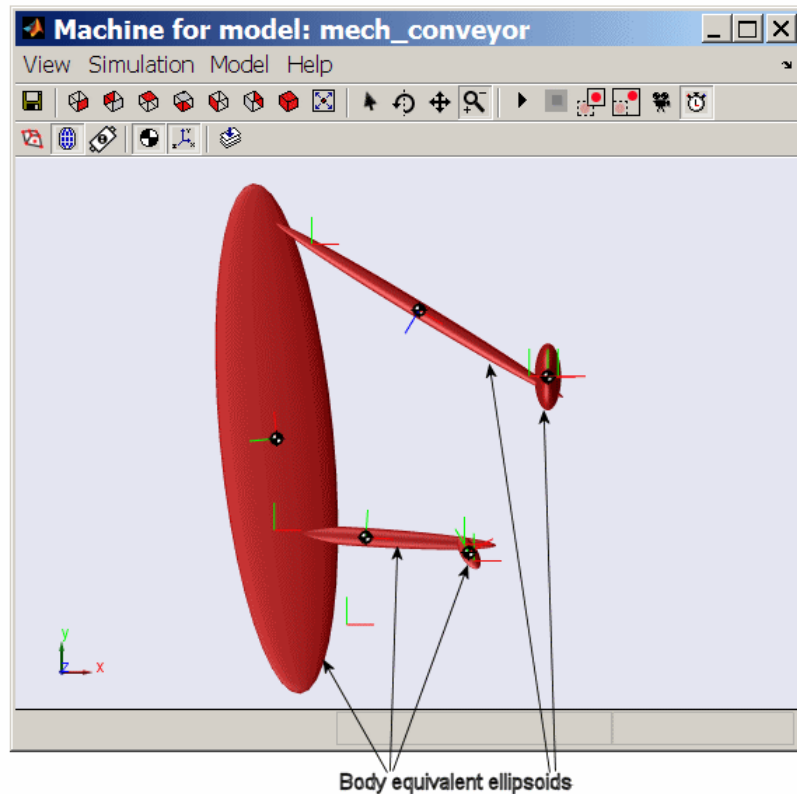 Machine for model: mech_conveyor
View Simulation Model Help
y
z x
Body equivalent ellipsoids